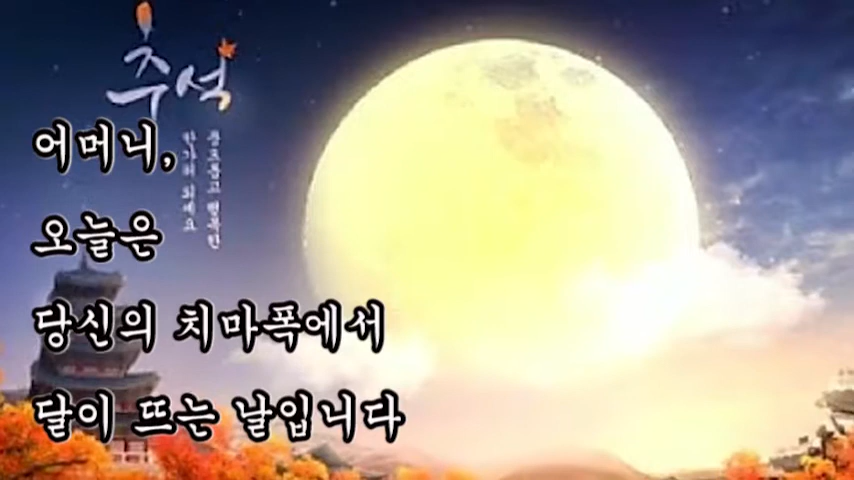 추석
풍요롭고 행복한
한가위 되세요
어머니,
오늘은
당신의 치마폭에서
달이 뜨는 날입니다